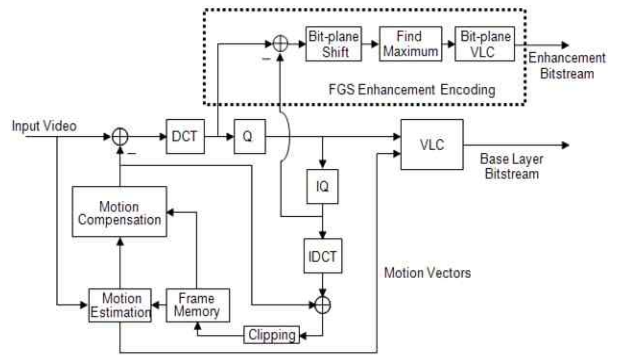 Bit-plane
Shift
Find
Maximum
Bit-plane
VLC
Enhancement
Bitstream
FGS Enhancement Encoding
Input Video
DCT
Q
VLC
Base Layer
Bitstream
IQ
Motion
Compensation
IDCT
Motion Vectors
Motion
Estimation
Frame
Memory
Clipping